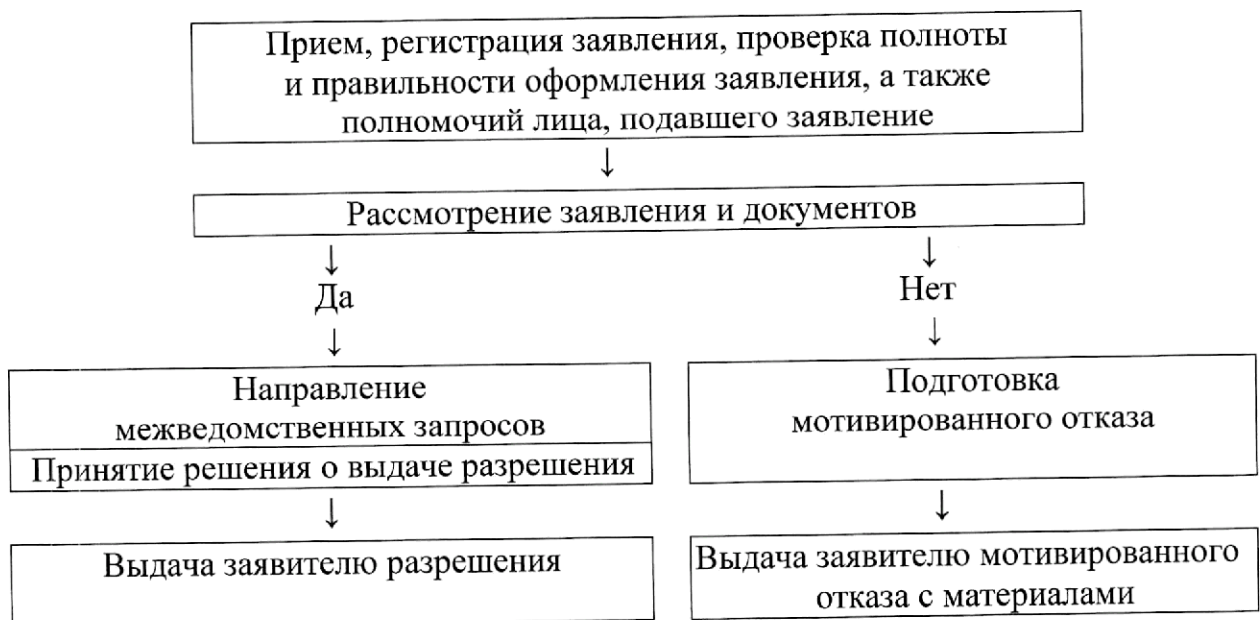 Прием, регистрация заявления, проверка полноты
и правильности оформления заявления, а также
полномочий лица, подавшего заявление
↓
Рассмотрение заявления и документов
↓ ↓
Да Нет
↓ ↓
Направление
межведомственных запросов
Принятие решения о выдаче разрешения
Подготовка
мотивированного отказа
↓ ↓
Выдача заявителю разрешения
Выдача заявителю мотивированного
отказа с материалами